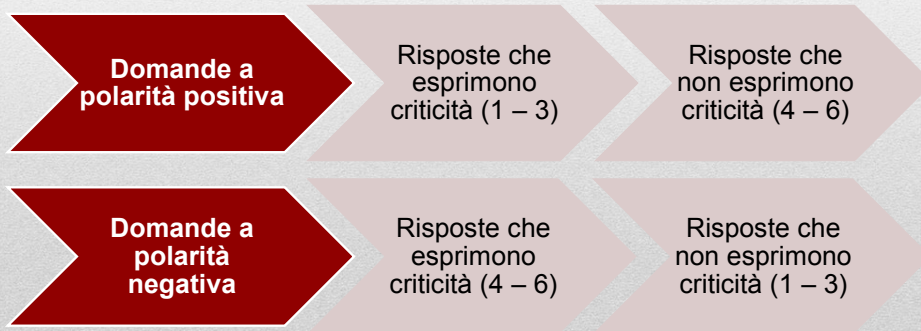 Domande a
polarità positiva
Risposte che
esprimono
criticità (1 – 3)
Risposte che
non esprimono
criticità (4 – 6)
Domande a
polarità
negativa
Risposte che
esprimono
criticità (4 – 6)
Risposte che
non esprimono
criticità (1 – 3)